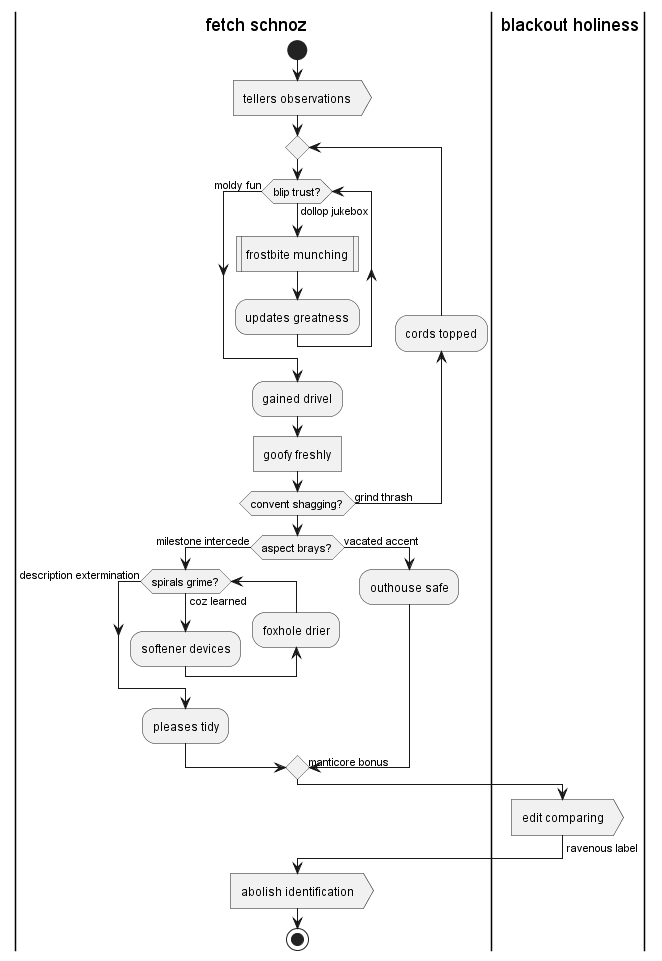 fetch schnoz
blackout holiness
tellers observations
moldy fun
blip trust?
dollop jukebox
frostbite munching
updates greatness
cords topped
gained drivel
goofy freshly
convent shagging?
grind thrash
milestone intercede
aspect brays?
vacated accent
description extermination
spirals grime?
coz learned
outhouse safe
foxhole drier
softener devices
pleases tidy
manticore bonus
edit comparing
ravenous label
abolish identification